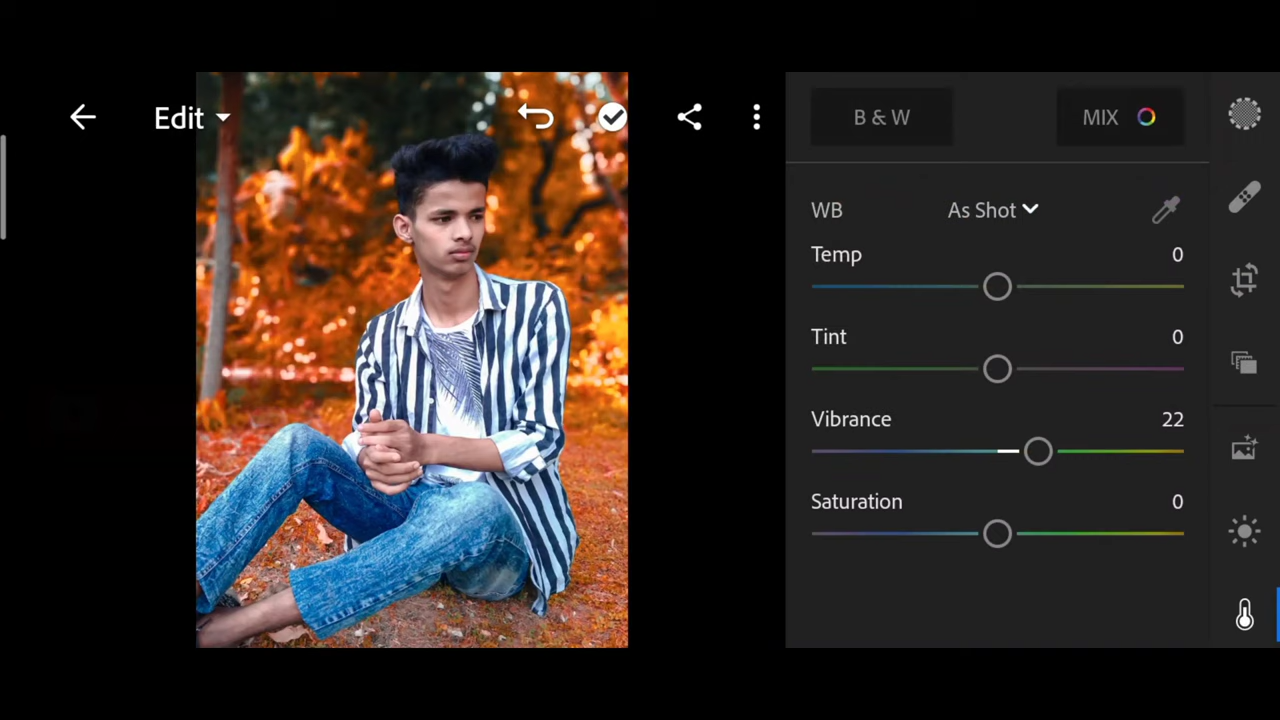 Edit
B & W
MIX
WB
As Shot
Temp
0
Tint
0
Vibrance
22
Saturation
0